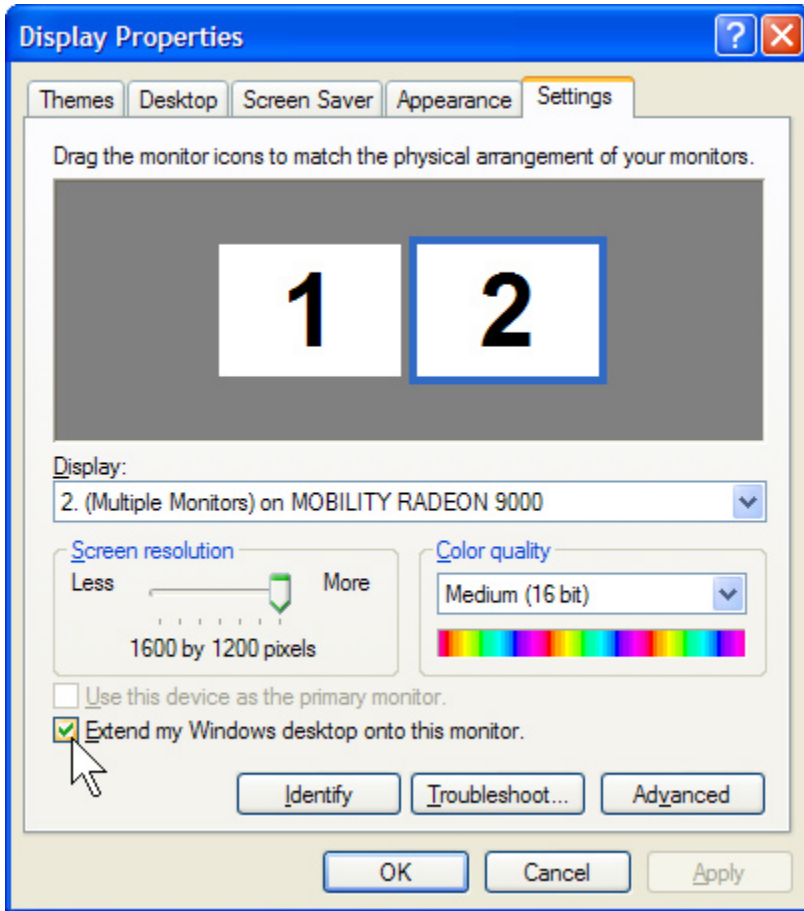 Display Properties
Themes Desktop Screen Saver Appearance Settings
Drag the monitor icons to match the physical arrangement of your monitors.
1 2
Display:
2. (Multiple Monitors) on MOBILITY RADEON 9000
Screen resolution
Less More
1600 by 1200 pixels
Color quality
Medium (16 bit)
Use this device as the primary monitor.
Extend my Windows desktop onto this monitor.
Identify Troubleshoot... Advanced
OK Cancel Apply